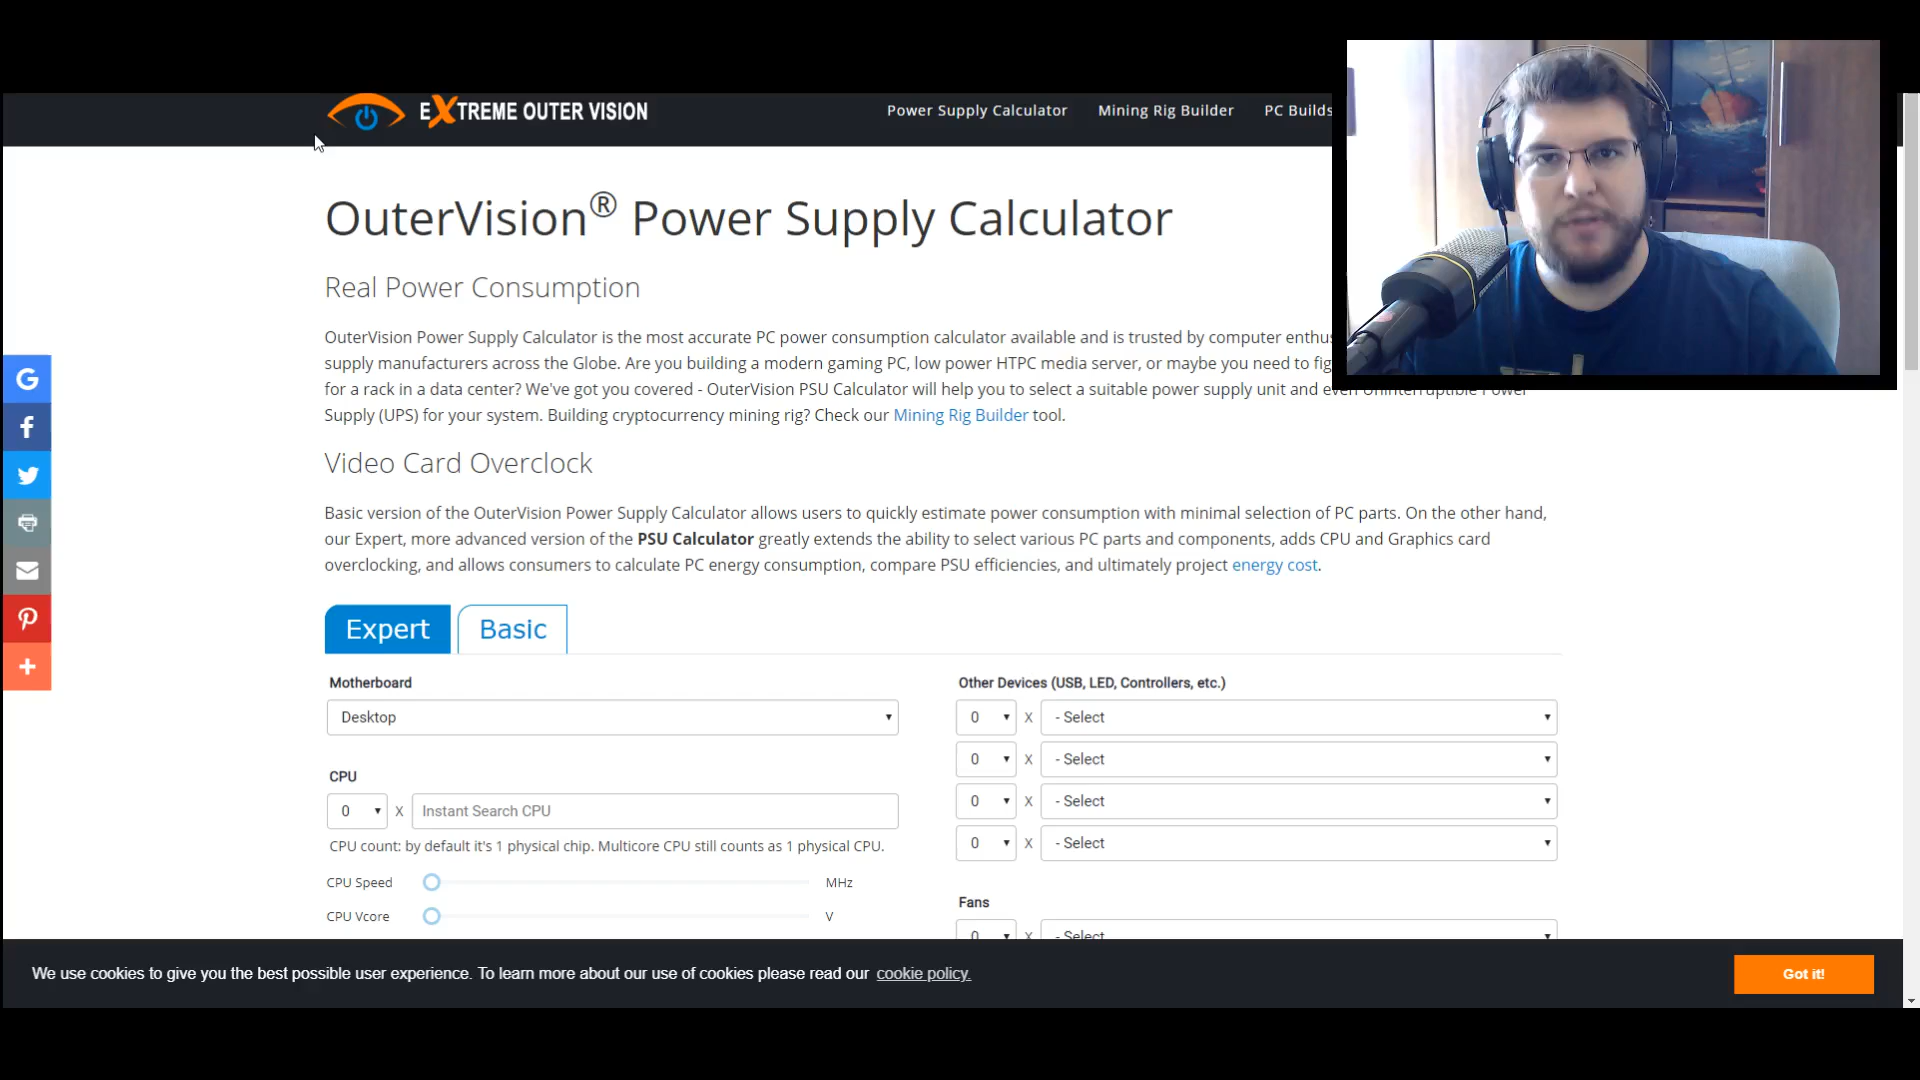 EXTREME OUTER VISION
Power Supply Calculator
Mining Rig Builder
PC Builds
OuterVision® Power Supply Calculator
Real Power Consumption
OuterVision Power Supply Calculator is the most accurate PC power consumption calculator available and is trusted by computer
supply manufacturers across the Globe. Are you building a modern gaming PC, low power HTPC media server, or maybe you need to
for a rack in a data center? We've got you covered - OuterVision PSU Calculator will help you to select a suitable power supply unit and even Uninterruptible Power
Supply (UPS) for your system. Building cryptocurrency mining rig? Check our Mining Rig Builder tool.
Video Card Overclock
Basic version of the OuterVision Power Supply Calculator allows users to quickly estimate power consumption with minimal selection of PC parts. On the other hand,
our Expert, more advanced version of the PSU Calculator greatly extends the ability to select various PC parts and components, adds CPU and Graphics card
overclocking, and allows consumers to calculate PC energy consumption, compare PSU efficiencies, and ultimately project energy cost.
Expert
Basic
Motherboard
Desktop
CPU
0 X Instant Search CPU
CPU count: by default it's 1 physical chip. Multicore CPU still counts as 1 physical CPU.
CPU Speed MHz
CPU Vcore V
Other Devices (USB, LED, Controllers, etc.)
0 X - Select
0 X - Select
0 X - Select
0 X - Select
Fans
0 X - Select
We use cookies to give you the best possible user experience. To learn more about our use of cookies please read our cookie policy.
Got it!